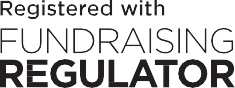 Registered with
FUNDRAISING
REGULATOR